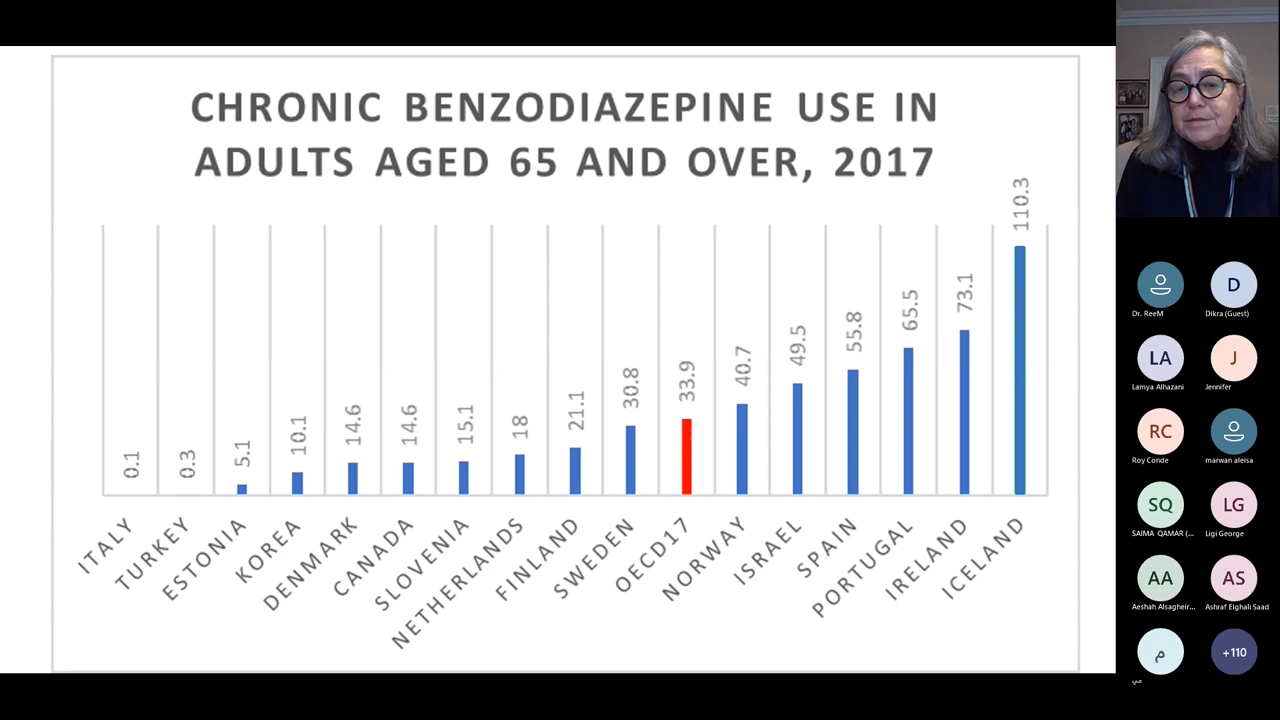 CHRONIC BENZODIAZEPINE USE IN
ADULTS AGED 65 AND OVER, 2017
0.1
0.3
5.1
10.1
14.6
14.6
15.1
18
21.1
30.8
33.9
40.7
49.5
55.8
65.5
73.1
110.3
ITALY
TURKEY
ESTONIA
KOREA
DENMARK
CANADA
SLOVENIA
NETHERLANDS
FINLAND
SWEDEN
OECD17
NORWAY
ISRAEL
SPAIN
PORTUGAL
IRELAND
ICELAND
Dr. ReeM
D
Dikra (Guest)
LA
Lamya Alhazani
J
Jennifer
RC
Roy Conde
marwan aleisa
SQ
SAIMA QAMAR (...
LG
Ligi George
AA
Aeshah Alsagheir...
AS
Ashraf Elghali Saad
م
+110